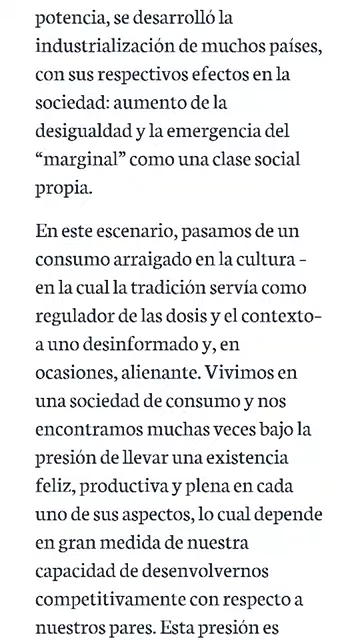 potencia, se desarrolló la
industrialización de muchos países,
con sus respectivos efectos en la
sociedad: aumento de la
desigualdad y la emergencia del
“marginal” como una clase social
propia.
En este escenario, pasamos de un
consumo arraigado en la cultura -
en la cual la tradición servía como
regulador de las dosis y el contexto-
a uno desinformado y, en
ocasiones, alienante. Vivimos en
una sociedad de consumo y nos
encontramos muchas veces bajo la
presión de llevar una existencia
feliz, productiva y plena en cada
uno de sus aspectos, lo cual depende
en gran medida de nuestra
capacidad de desenvolvernos
competitivamente con respecto a
nuestros pares. Esta presión es